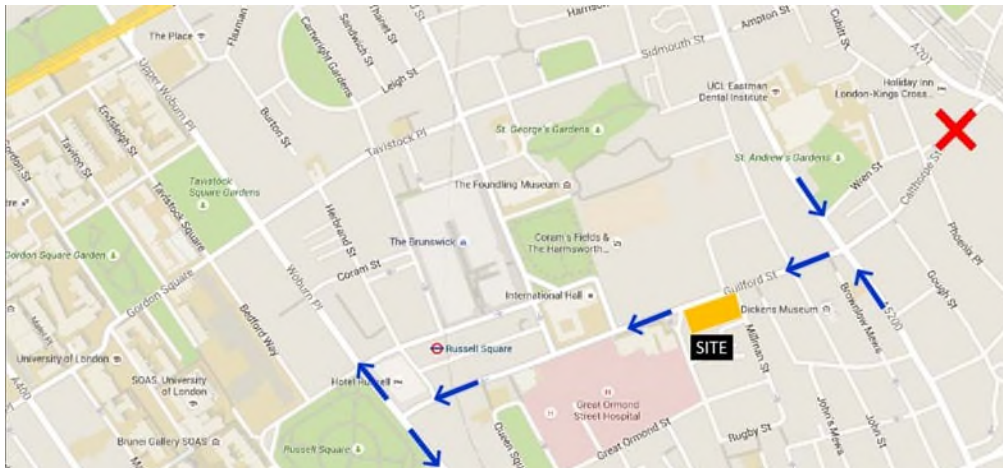 The Place
Flaxman
Thanet St
Sandwich St
Cartwright Gardens
Leigh St
Harrison
Sidmouth St
Ampton St
Cubitt St
A201
Upper Woburn Pl
Burton St
Tavistock Pl
UCL Eastman
Dental Institute
Holiday Inn
London-Kings Cross...
Endsleigh St
Taviton St
Gordon St
St. George's Gardens
St. Andrew's Gardens
Wren St
Calthorpe St
Tavistock
Square Gardens
Tavistock Square
The Foundling Museum
Herbrand St
The Brunswick
Coram's Fields &
The Harmsworth...
Phoenix Pl
Gordon Square Garden
Gordon Square
Coram St
Woburn Pl
Guilford St
Gough St
International Hall
Dickens Museum
Brownlow Mews
A5200
Malet Pl
Bedford Way
SITE
Millman St
University of London
Russell Square
A400
SOAS, University
of London
Hotel Russell
H
H
Great Ormond
Street Hospital
John's Mews
John St
Brunei Gallery SOAS
Russell Square
Queen Squ
Great Ormond St
Rugby St